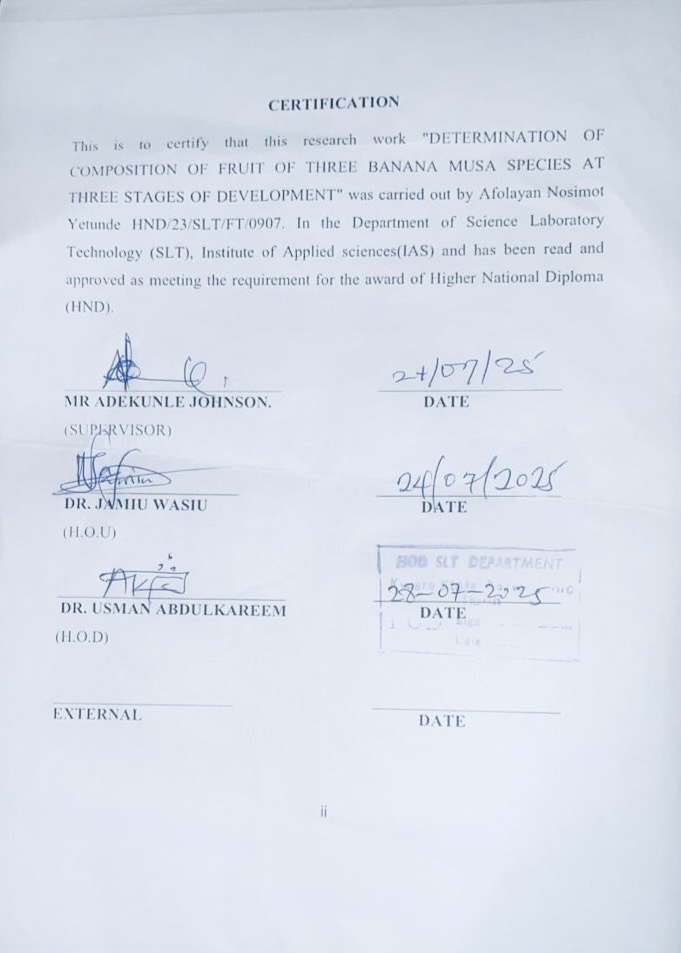 CERTIFICATION
This is to certify that this research work "DETERMINATION OF
COMPOSITION OF FRUIT OF THREE BANANA MUSA SPECIES AT
THREE STAGES OF DEVELOPMENT" was carried out by Afolayan Nosimot
Yetunde HND/23/SLT/FT/0907. In the Department of Science Laboratory
Technology (SLT), Institute of Applied sciences(IAS) and has been read and
approved as meeting the requirement for the award of Higher National Diploma
(HND).
/07/25
MR ADEKUNLE JOHNSON. DATE
(SUPERVISOR)
24/07/2025
DR. JAMIU WASIU DATE
(H.O.U)
HOD SLT DEPARTMENT
28-07-2025
DR. USMAN ABDULKAREEM DATE
(H.O.D)
Date
EXTERNAL DATE
ii